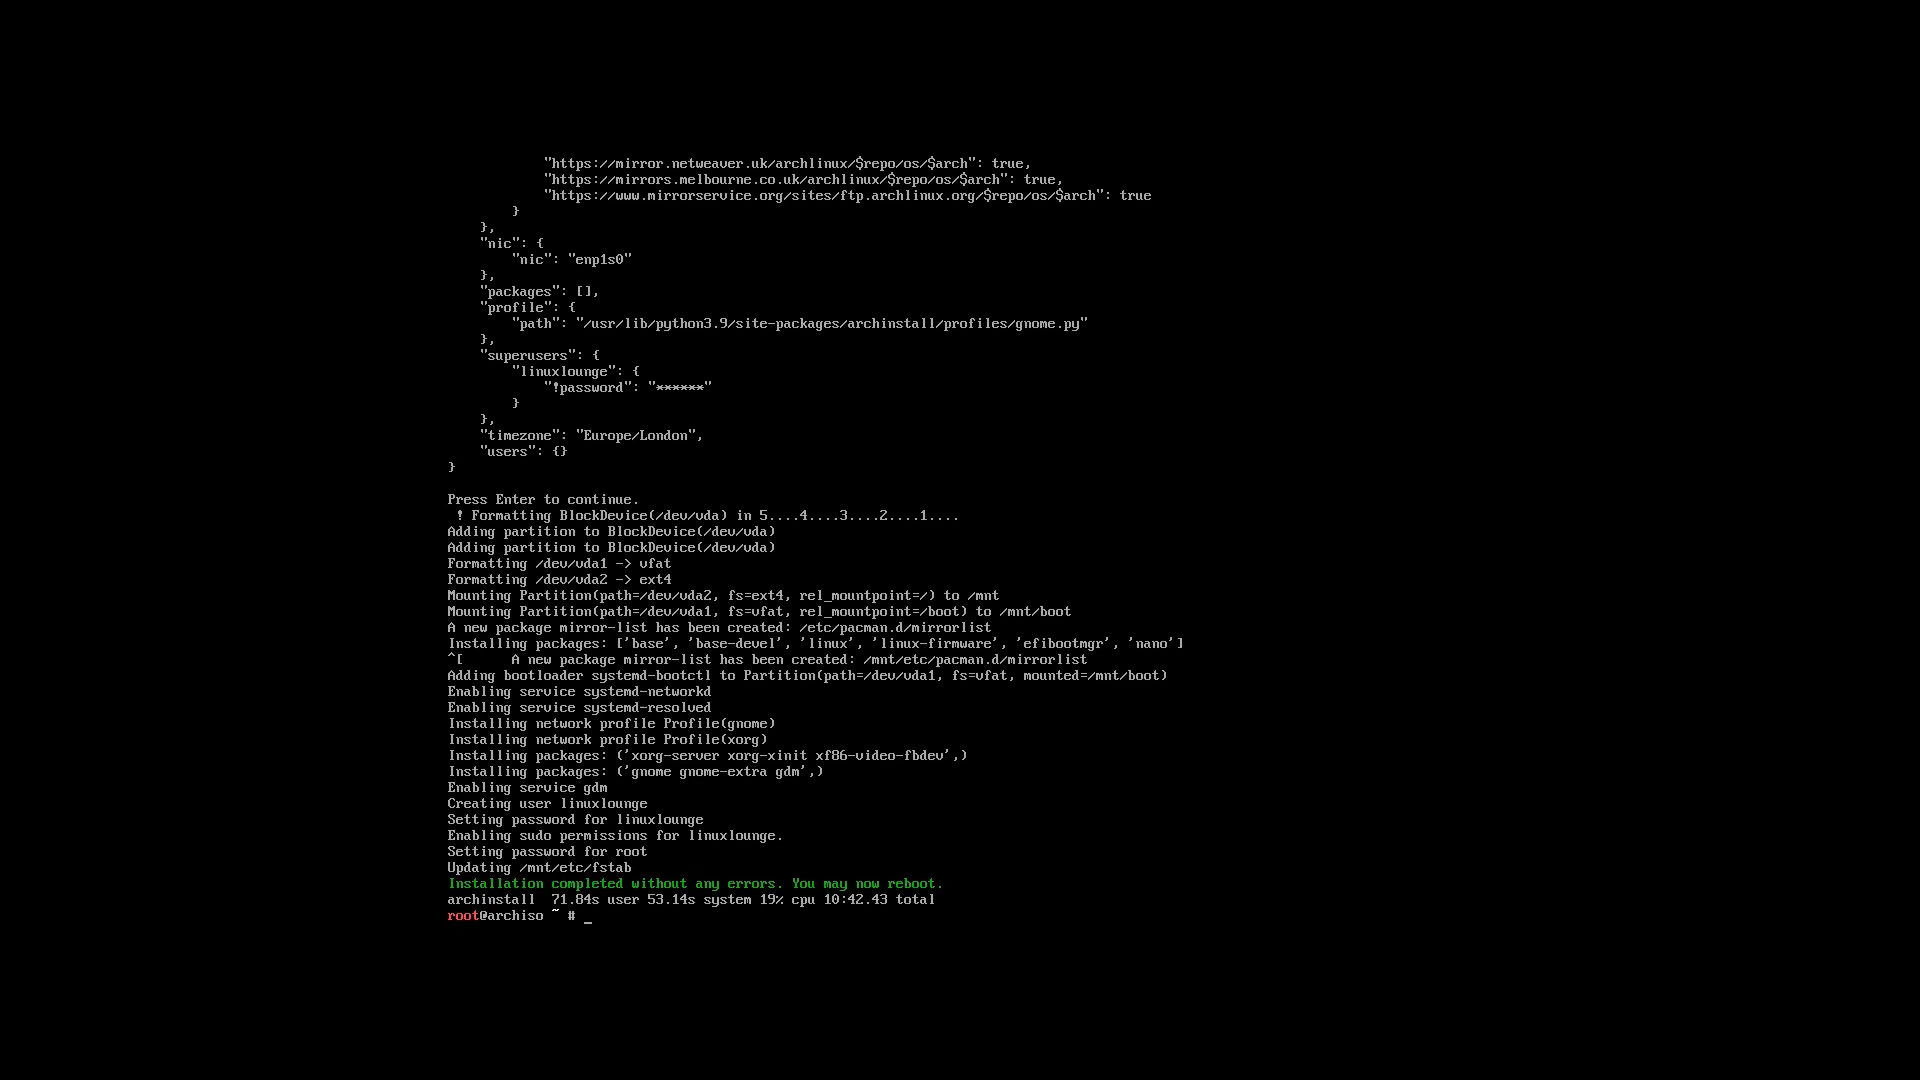 "https://mirror.netweaver.uk/archlinux/$repo/os/$arch": true,
            "https://mirrors.melbourne.co.uk/archlinux/$repo/os/$arch": true,
            "https://www.mirrorservice.org/sites/ftp.archlinux.org/$repo/os/$arch": true
        }
    },
    "nic": {
        "nic": "enp1s0"
    },
    "packages": [],
    "profile": {
        "path": "/usr/lib/python3.9/site-packages/archinstall/profiles/gnome.py"
    },
    "superusers": {
        "linuxlounge": {
            "!password": "******"
        }
    },
    "timezone": "Europe/London",
    "users": {}
}
Press Enter to continue.
 ! Formatting BlockDevice(/dev/vda) in 5....4....3....2....1....
Adding partition to BlockDevice(/dev/vda)
Adding partition to BlockDevice(/dev/vda)
Formatting /dev/vda1 -> vfat
Formatting /dev/vda2 -> ext4
Mounting Partition(path=/dev/vda2, fs=ext4, rel_mountpoint=/) to /mnt
Mounting Partition(path=/dev/vda1, fs=vfat, rel_mountpoint=/boot) to /mnt/boot
A new package mirror-list has been created: /etc/pacman.d/mirrorlist
Installing packages: ['base', 'base-devel', 'linux', 'linux-firmware', 'efibootmgr', 'nano']
^[      A new package mirror-list has been created: /mnt/etc/pacman.d/mirrorlist
Adding bootloader systemd-bootctl to Partition(path=/dev/vda1, fs=vfat, mounted=/mnt/boot)
Enabling service systemd-networkd
Enabling service systemd-resolved
Installing network profile Profile(gnome)
Installing network profile Profile(xorg)
Installing packages: ('xorg-server xorg-xinit xf86-video-fbdev',)
Installing packages: ('gnome gnome-extra gdm',)
Enabling service gdm
Creating user linuxlounge
Setting password for linuxlounge
Enabling sudo permissions for linuxlounge.
Setting password for root
Updating /mnt/etc/fstab
Installation completed without any errors. You may now reboot.
archinstall  71.84s user 53.14s system 19% cpu 10:42.43 total
root@archiso ~ # _